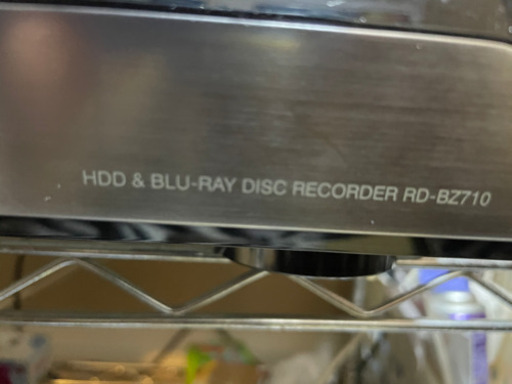 HDD & BLU-RAY DISC RECORDER RD-BZ710